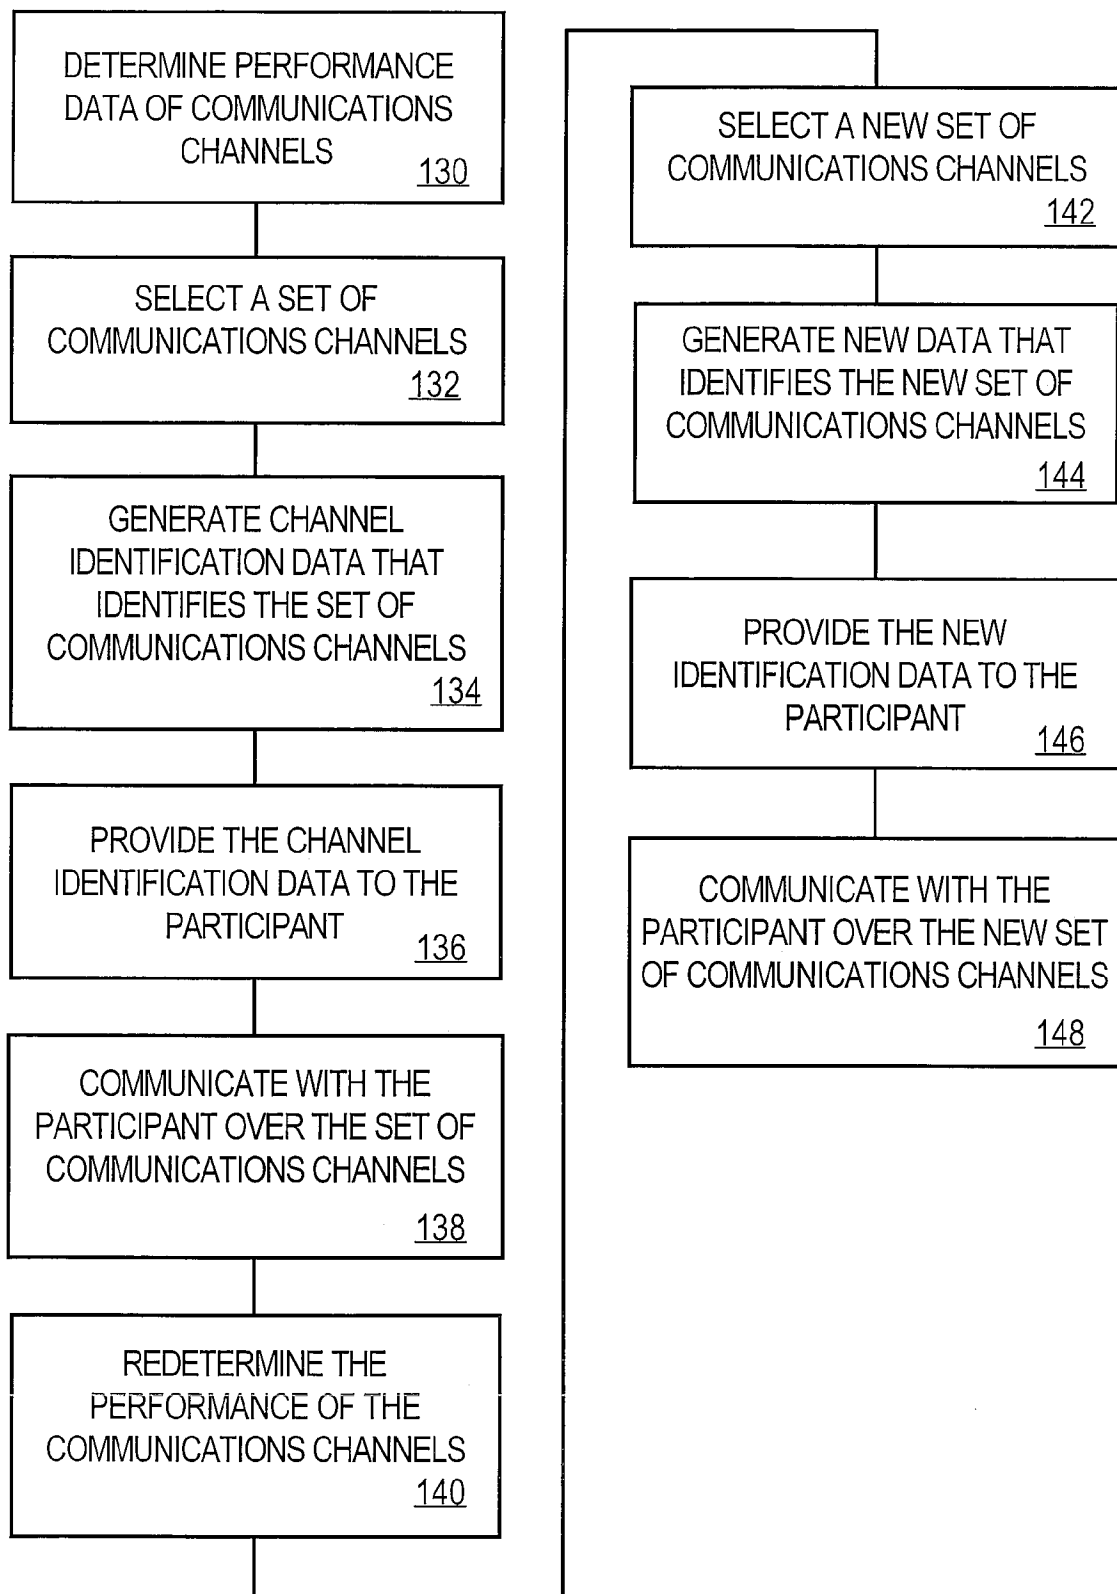 DETERMINE PERFORMANCE
DATA OF COMMUNICATIONS
CHANNELS
130
SELECT A SET OF
COMMUNICATIONS CHANNELS
132
GENERATE CHANNEL
IDENTIFICATION DATA THAT
IDENTIFIES THE SET OF
COMMUNICATIONS CHANNELS
134
PROVIDE THE CHANNEL
IDENTIFICATION DATA TO THE
PARTICIPANT
136
COMMUNICATE WITH THE
PARTICIPANT OVER THE SET OF
COMMUNICATIONS CHANNELS
138
REDETERMINE THE
PERFORMANCE OF THE
COMMUNICATIONS CHANNELS
140
SELECT A NEW SET OF
COMMUNICATIONS CHANNELS
142
GENERATE NEW DATA THAT
IDENTIFIES THE NEW SET OF
COMMUNICATIONS CHANNELS
144
PROVIDE THE NEW
IDENTIFICATION DATA TO THE
PARTICIPANT
146
COMMUNICATE WITH THE
PARTICIPANT OVER THE NEW SET
OF COMMUNICATIONS CHANNELS
148